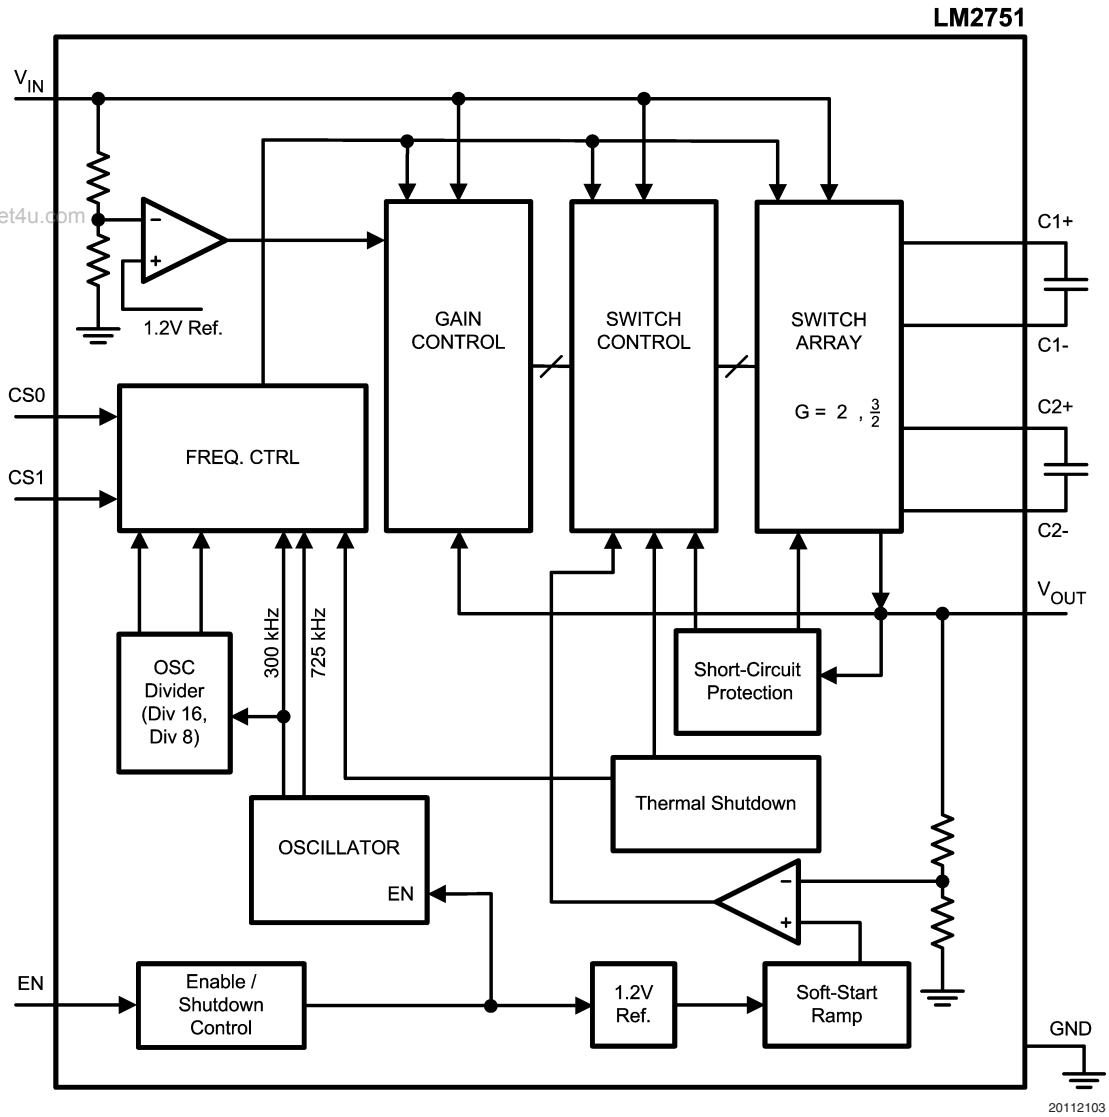 LM2751
VIN
et4u.com
−
+
1.2V Ref.
GAIN
CONTROL
SWITCH
CONTROL
SWITCH
ARRAY
G = 2 , 3/2
C1+
C1-
C2+
C2-
CS0
CS1
FREQ. CTRL
VOUT
300 kHz
725 kHz
OSC
Divider
(Div 16,
Div 8)
Short-Circuit
Protection
Thermal Shutdown
OSCILLATOR
EN
−
+
EN
Enable /
Shutdown
Control
1.2V
Ref.
Soft-Start
Ramp
GND
20112103